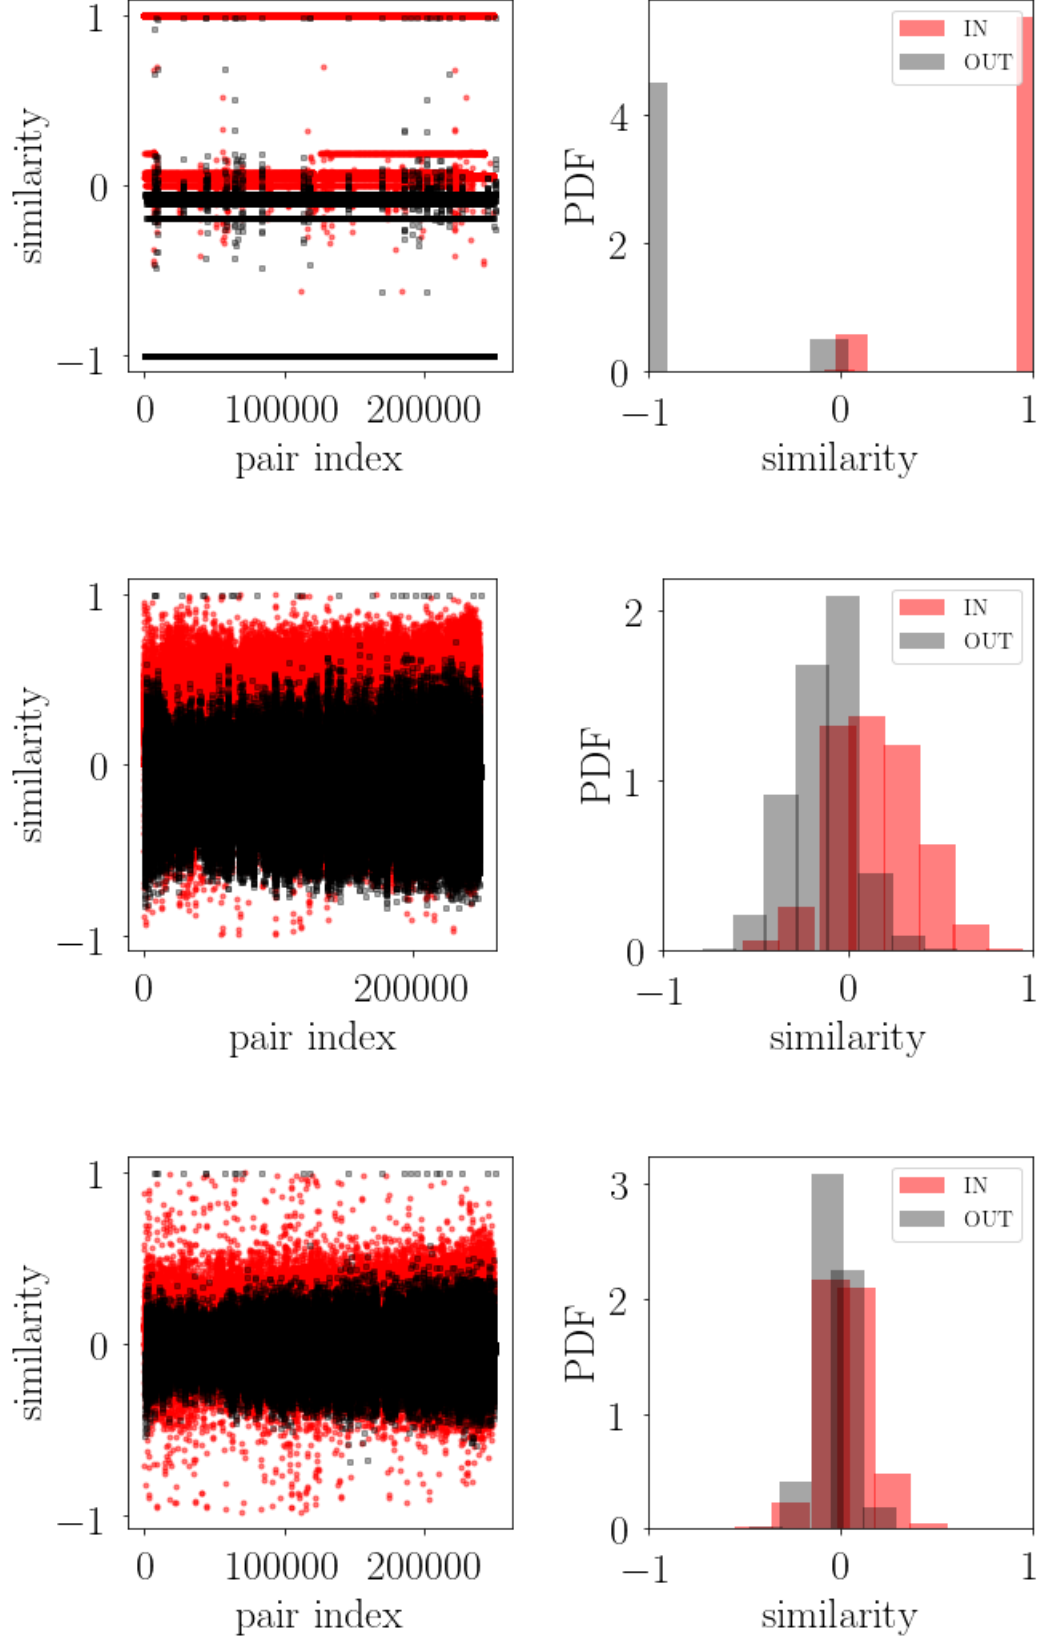 1
0
−1
similarity
0
100000
200000
pair index
IN
OUT
4
2
0
PDF
−1
0
1
similarity
1
0
−1
similarity
0
200000
pair index
IN
OUT
2
1
0
PDF
−1
0
1
similarity
1
0
−1
similarity
0
100000
200000
pair index
IN
OUT
3
2
1
0
PDF
−1
0
1
similarity